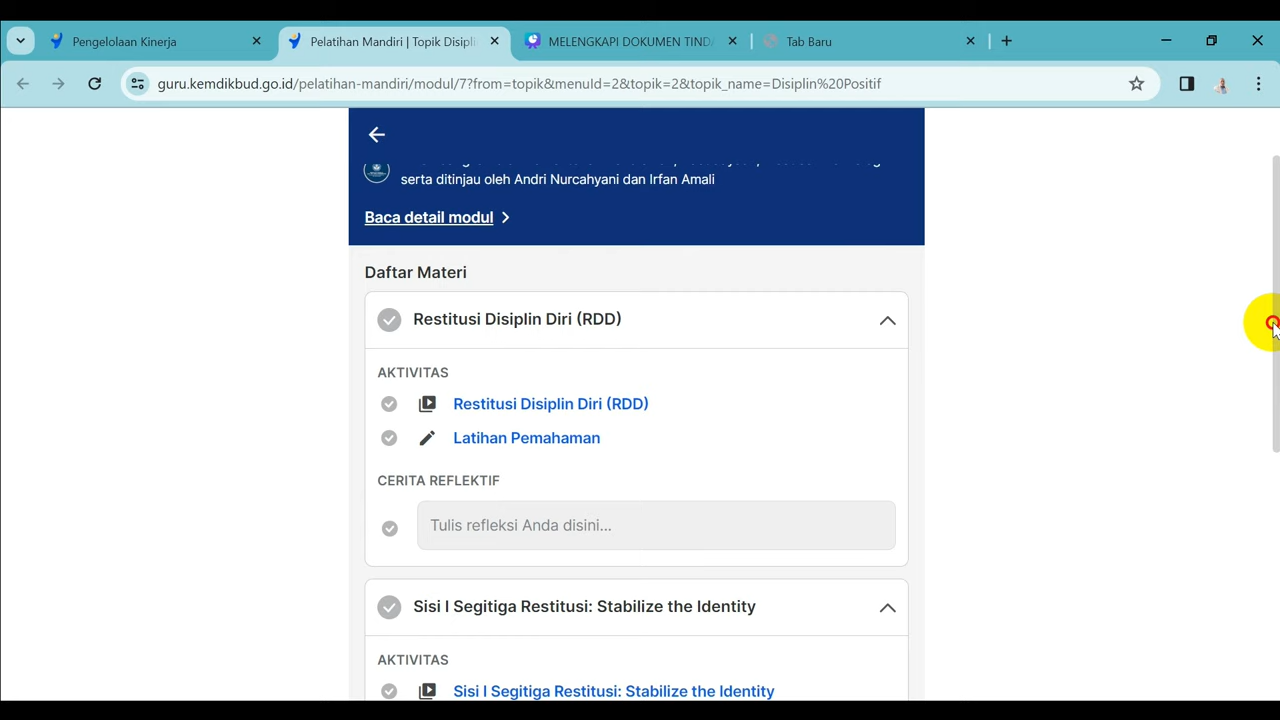 Pengelolaan Kinerja
Pelatihan Mandiri | Topik Disipli
MELENGKAPI DOKUMEN TINDA
Tab Baru
guru.kemdikbud.go.id/pelatihan-mandiri/modul/7?from=topik&menuId=2&topik=2&topik_name=Disiplin%20Positif
serta ditinjau oleh Andri Nurcahyani dan Irfan Amali
Baca detail modul
Daftar Materi
Restitusi Disiplin Diri (RDD)
AKTIVITAS
Restitusi Disiplin Diri (RDD)
Latihan Pemahaman
CERITA REFLEKTIF
Tulis refleksi Anda disini...
Sisi I Segitiga Restitusi: Stabilize the Identity
AKTIVITAS
Sisi I Segitiga Restitusi: Stabilize the Identity